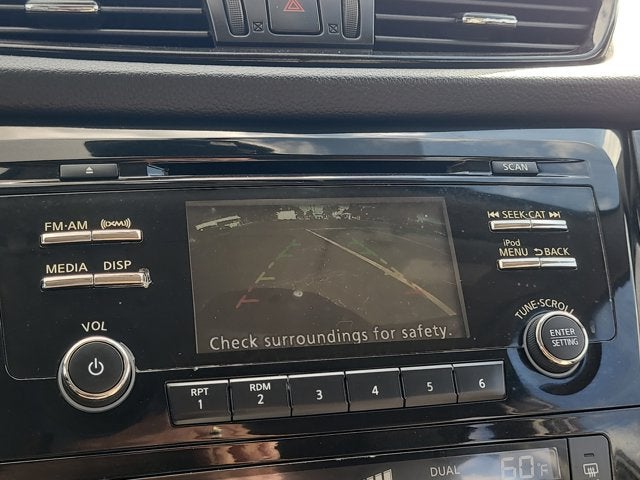 SCAN
FM·AM ((XM))
MEDIA DISP
VOL
SEEK·CAT
iPod
MENU BACK
TUNE·SCROLL
ENTER
SETTING
Check surroundings for safety.
RPT
1
RDM
2
3
4
5
6
DUAL 60°F